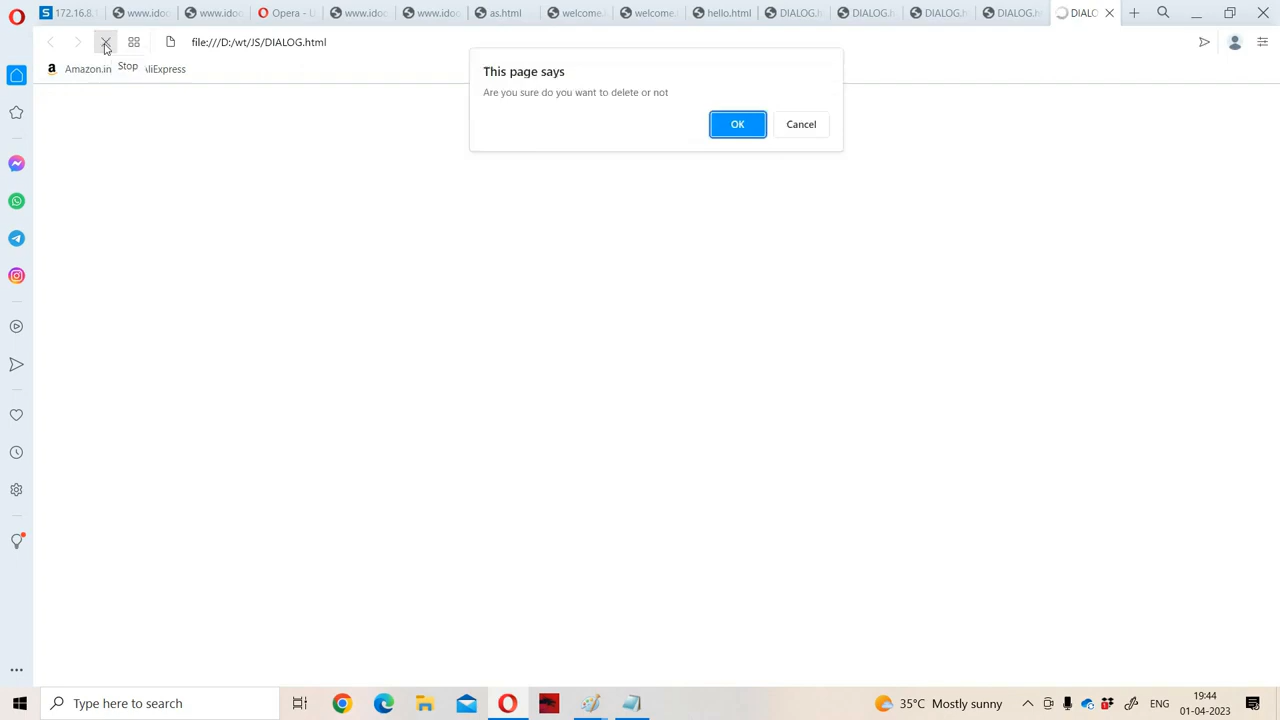 172.16.8.1
www.idoc
www.idoc
Opera - U
www.idoc
www.idoc
as.html
welcome.h
welcome.h
hello.html
DIALOG.h
DIALOG.h
DIALOG.h
DIALOG.h
DIALO
file:///D:/wt/JS/DIALOG.html
Amazon.in
Stop
AliExpress
This page says
Are you sure do you want to delete or not
OK
Cancel
Type here to search
35°C Mostly sunny
ENG
19:44
01-04-2023